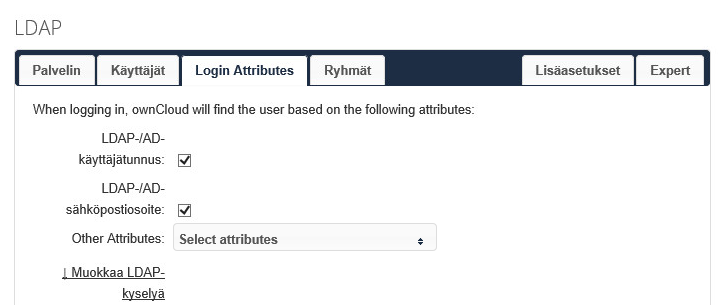 LDAP
Palvelin Käyttäjät Login Attributes Ryhmät Lisäasetukset Expert
When logging in, ownCloud will find the user based on the following attributes:
LDAP-/AD-
käyttäjätunnus:
LDAP-/AD-
sähköpostiosoite:
Other Attributes: Select attributes
↓ Muokkaa LDAP-
kyselyä